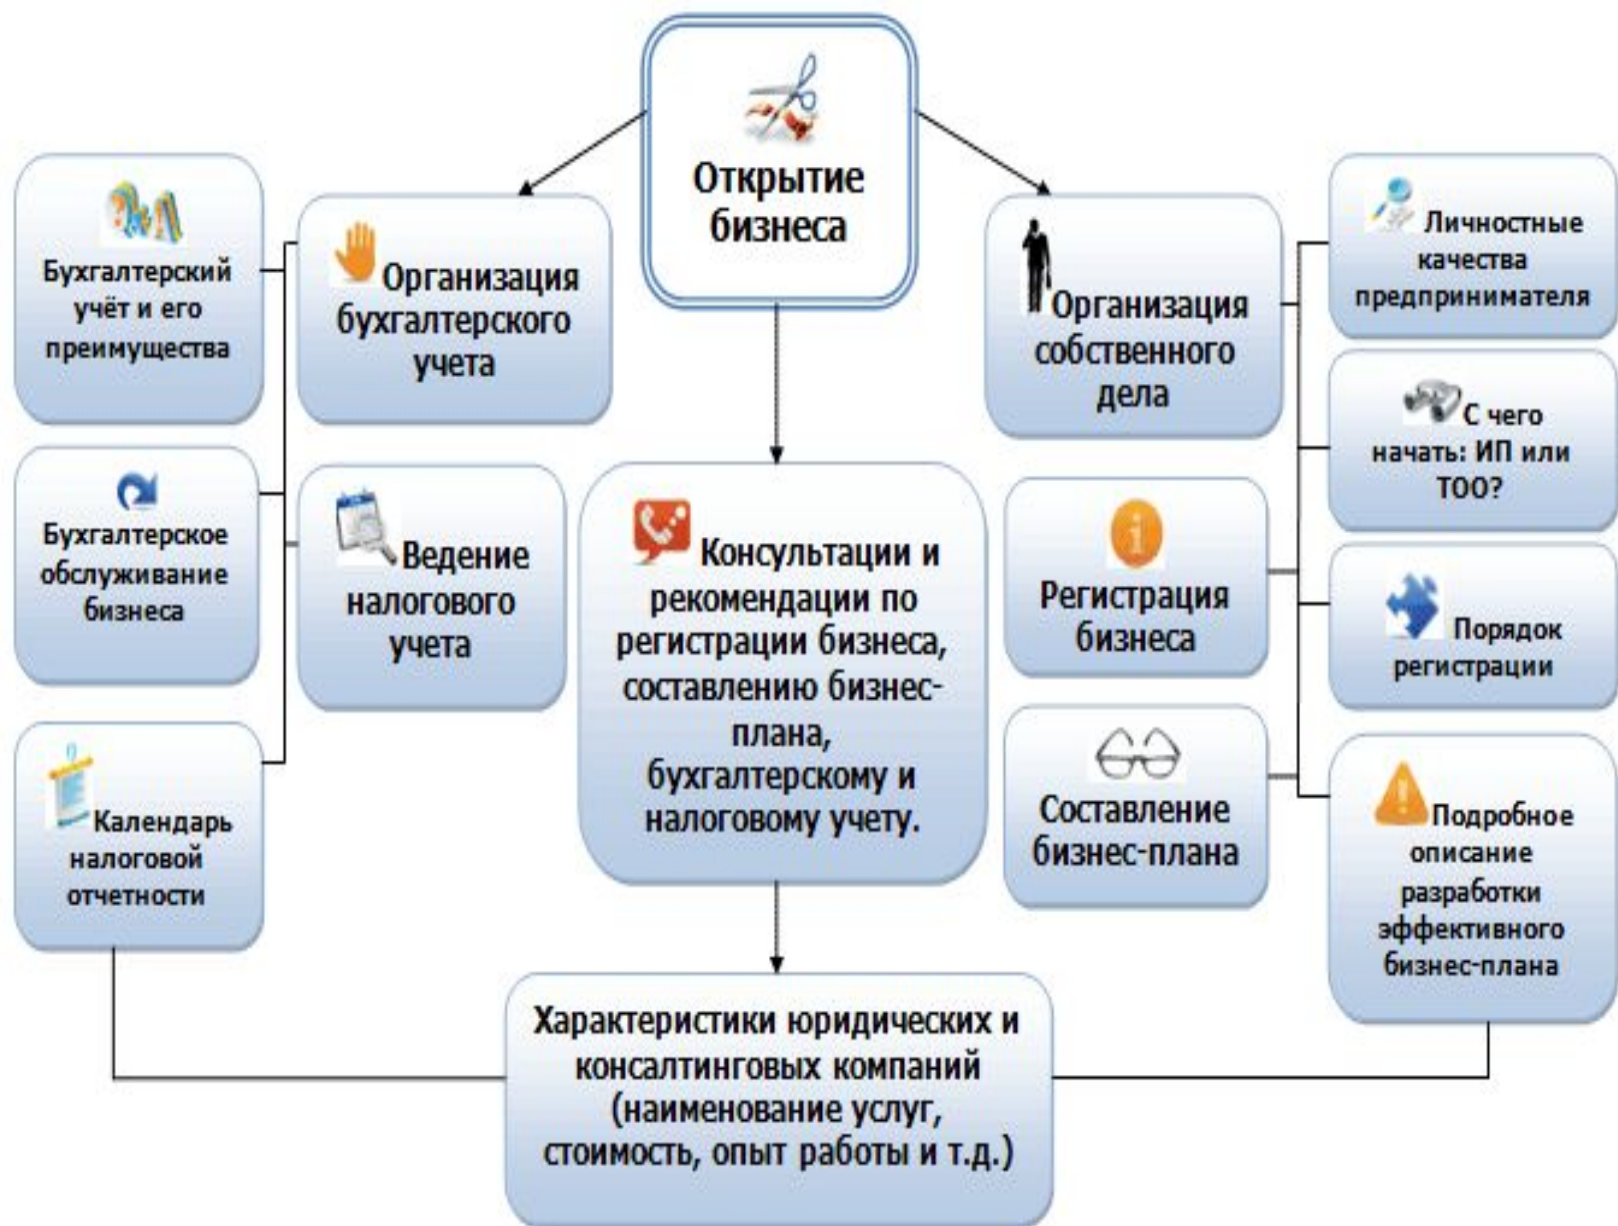 Открытие
бизнеса
Бухгалтерский
учёт и его
преимущества
Организация
бухгалтерского
учета
Организация
собственного
дела
Личностные
качества
предпринимателя
С чего
начать: ИП или
ТОО?
Бухгалтерское
обслуживание
бизнеса
Ведение
налогового
учета
Консультации и
рекомендации по
регистрации бизнеса,
составлению бизнес-
плана,
бухгалтерскому и
налоговому учету.
Регистрация
бизнеса
Порядок
регистрации
Календарь
налоговой
отчетности
Составление
бизнес-плана
Подробное
описание
разработки
эффективного
бизнес-плана
Характеристики юридических и
консалтинговых компаний
(наименование услуг,
стоимость, опыт работы и т.д.)